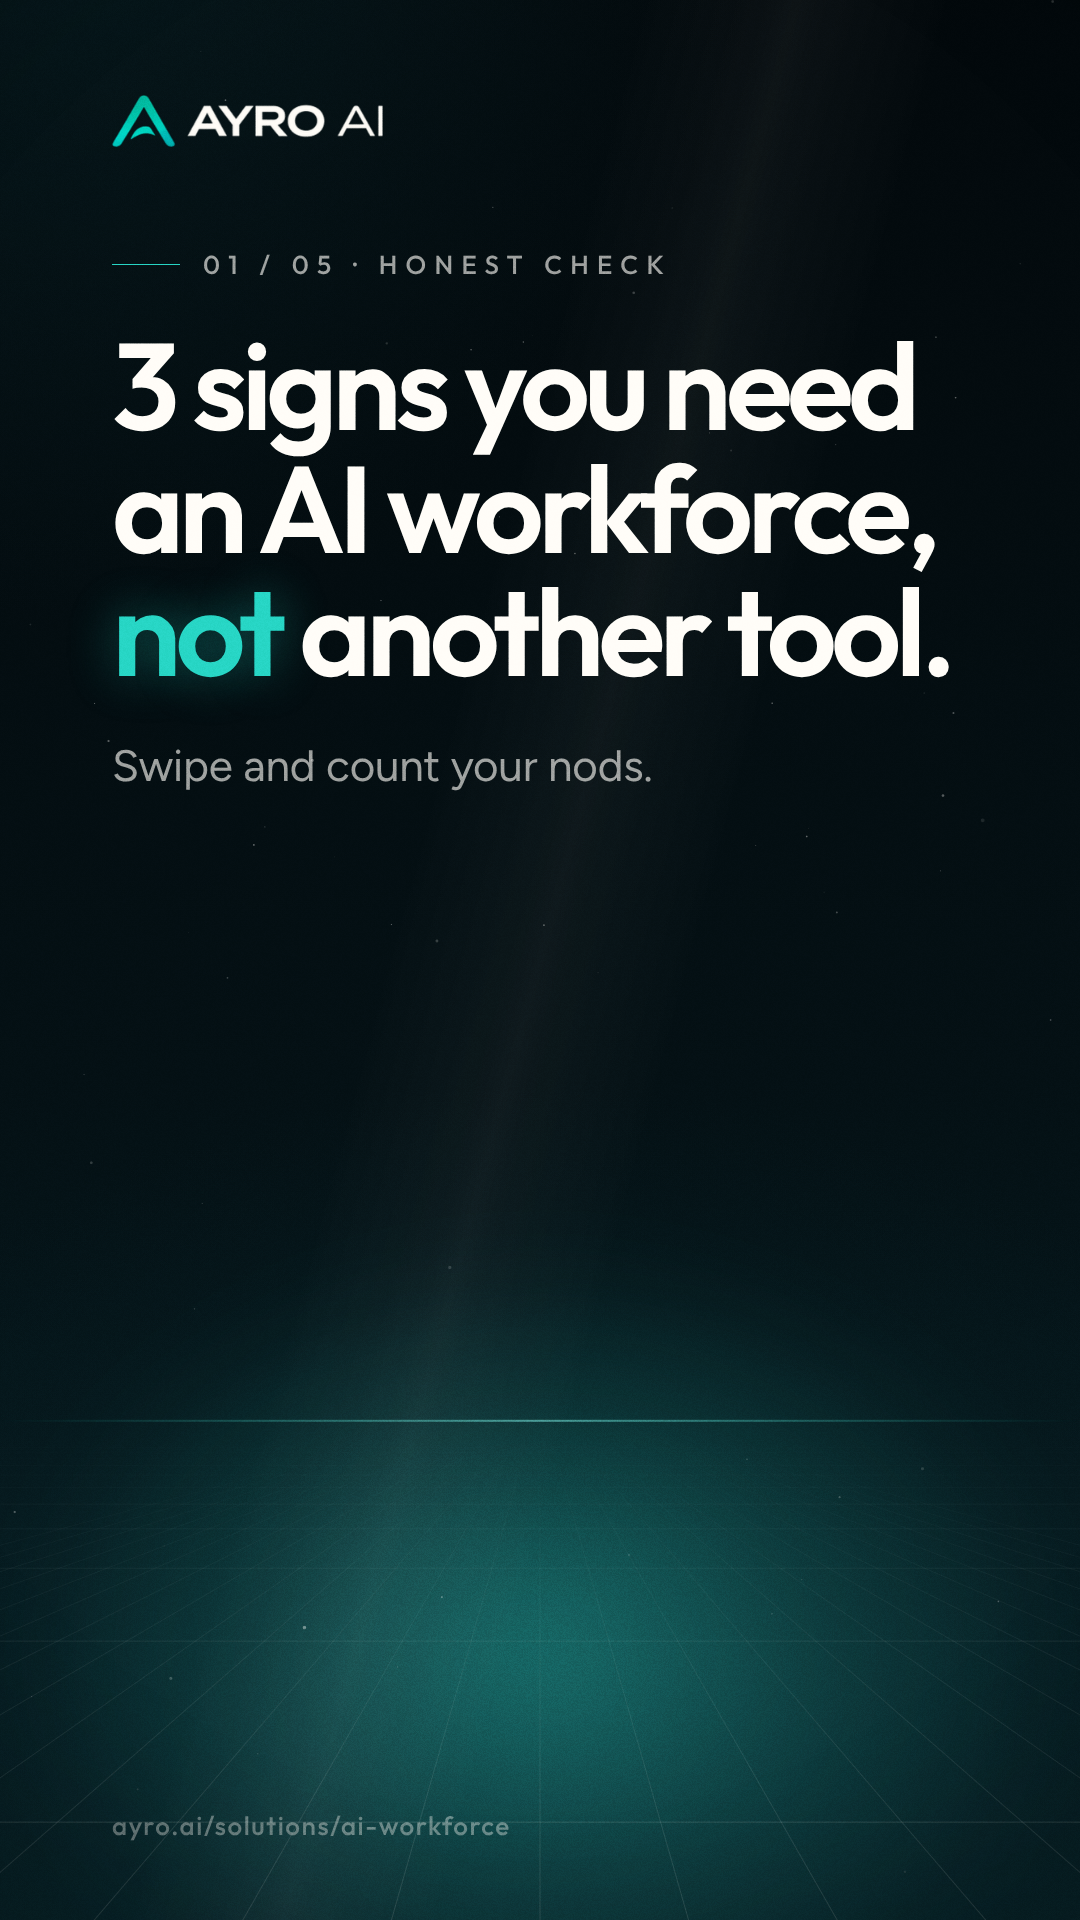 AYRO AI
01 / 05 · HONEST CHECK
3 signs you need
an AI workforce,
not another tool.
Swipe and count your nods.
ayro.ai/solutions/ai-workforce